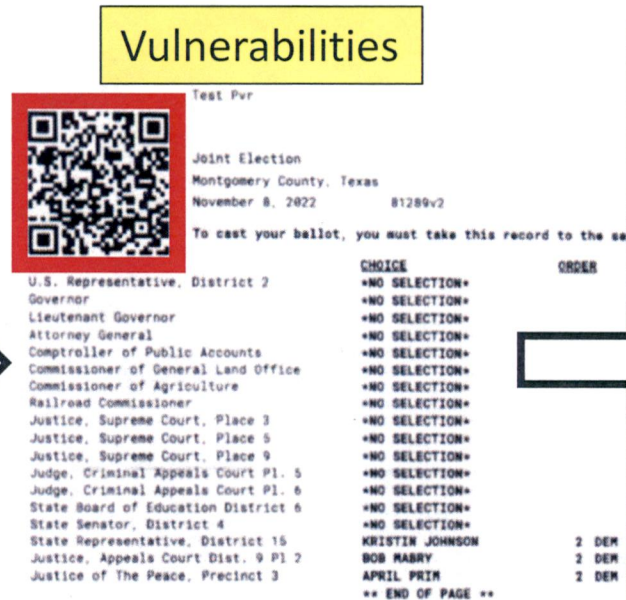 Vulnerabilities
Test Pvr
Joint Election
Montgomery County, Texas
November 8, 2022 81289v2
To cast your ballot, you must take this record to the
CHOICE ORDER
U.S. Representative, District 2 *NO SELECTION*
Governor *NO SELECTION*
Lieutenant Governor *NO SELECTION*
Attorney General *NO SELECTION*
Comptroller of Public Accounts *NO SELECTION*
Commissioner of General Land Office *NO SELECTION*
Commissioner of Agriculture *NO SELECTION*
Railroad Commissioner *NO SELECTION*
Justice, Supreme Court, Place 3 *NO SELECTION*
Justice, Supreme Court, Place 5 *NO SELECTION*
Justice, Supreme Court, Place 9 *NO SELECTION*
Judge, Criminal Appeals Court Pl. 5 *NO SELECTION*
Judge, Criminal Appeals Court Pl. 6 *NO SELECTION*
State Board of Education District 6 *NO SELECTION*
State Senator, District 4 *NO SELECTION*
State Representative, District 15 KRISTIN JOHNSON 2 DEM
Justice, Appeals Court Dist. 9 Pl 2 BOB MABRY 2 DEM
Justice of The Peace, Precinct 3 APRIL PRIM 2 DEM
** END OF PAGE **